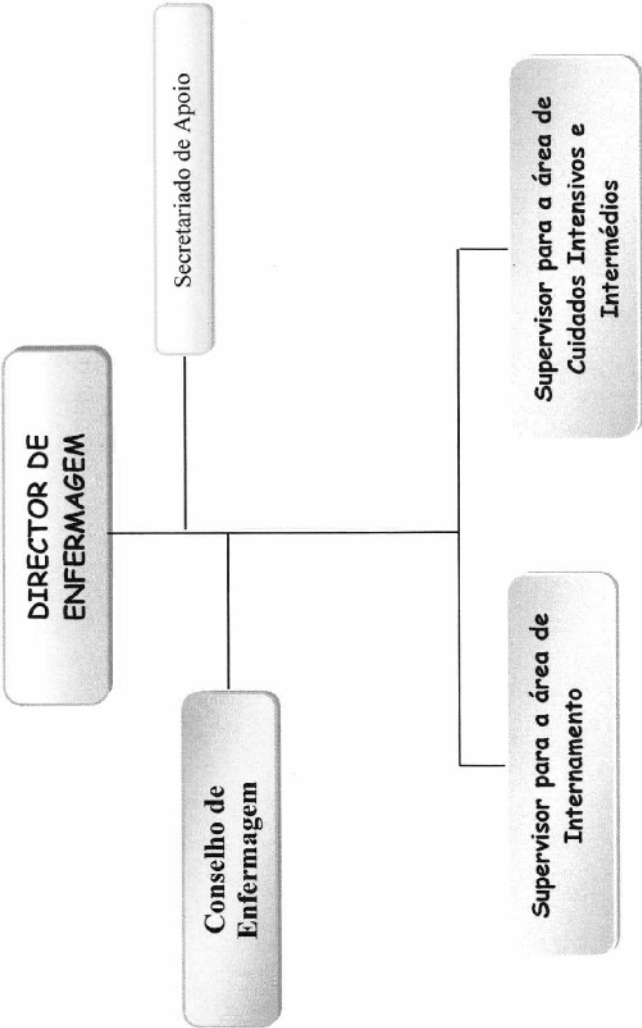 DIRECTOR DE
ENFERMAGEM
Secretariado de Apoio
Conselho de
Enfermagem
Supervisor para a área de
Internamento
Supervisor para a área de
Cuidados Intensivos e
Intermédios